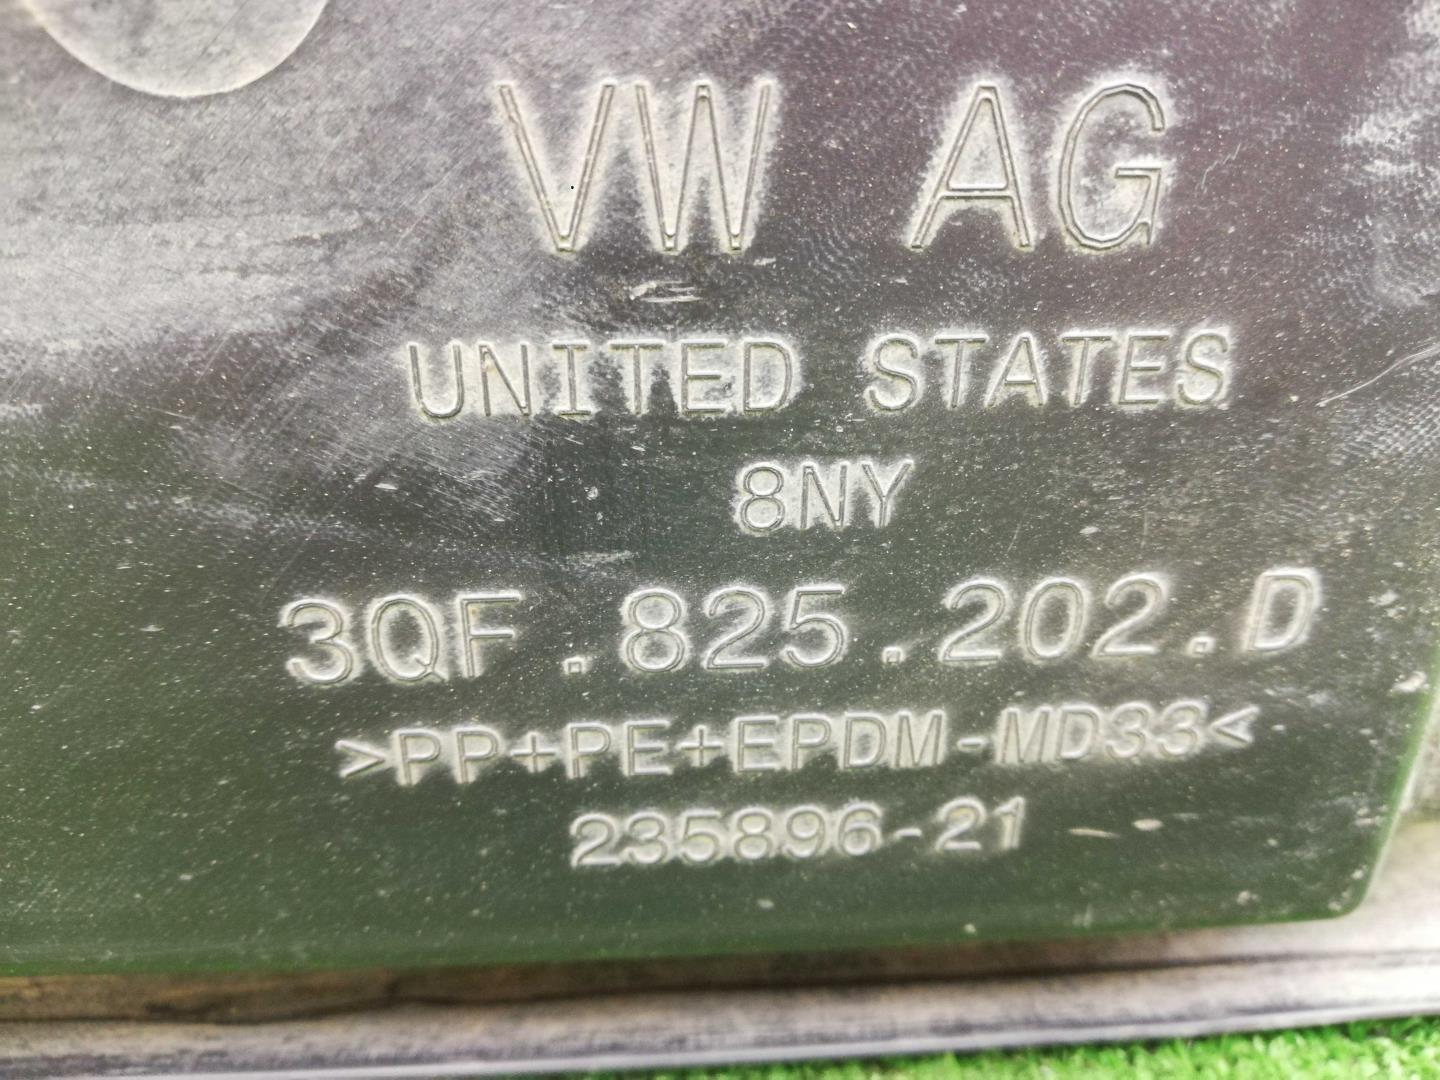 VW AG
UNITED STATES
8NY
3QF.825.202.D
>PP+PE+EPDM-MD33<
235896-21